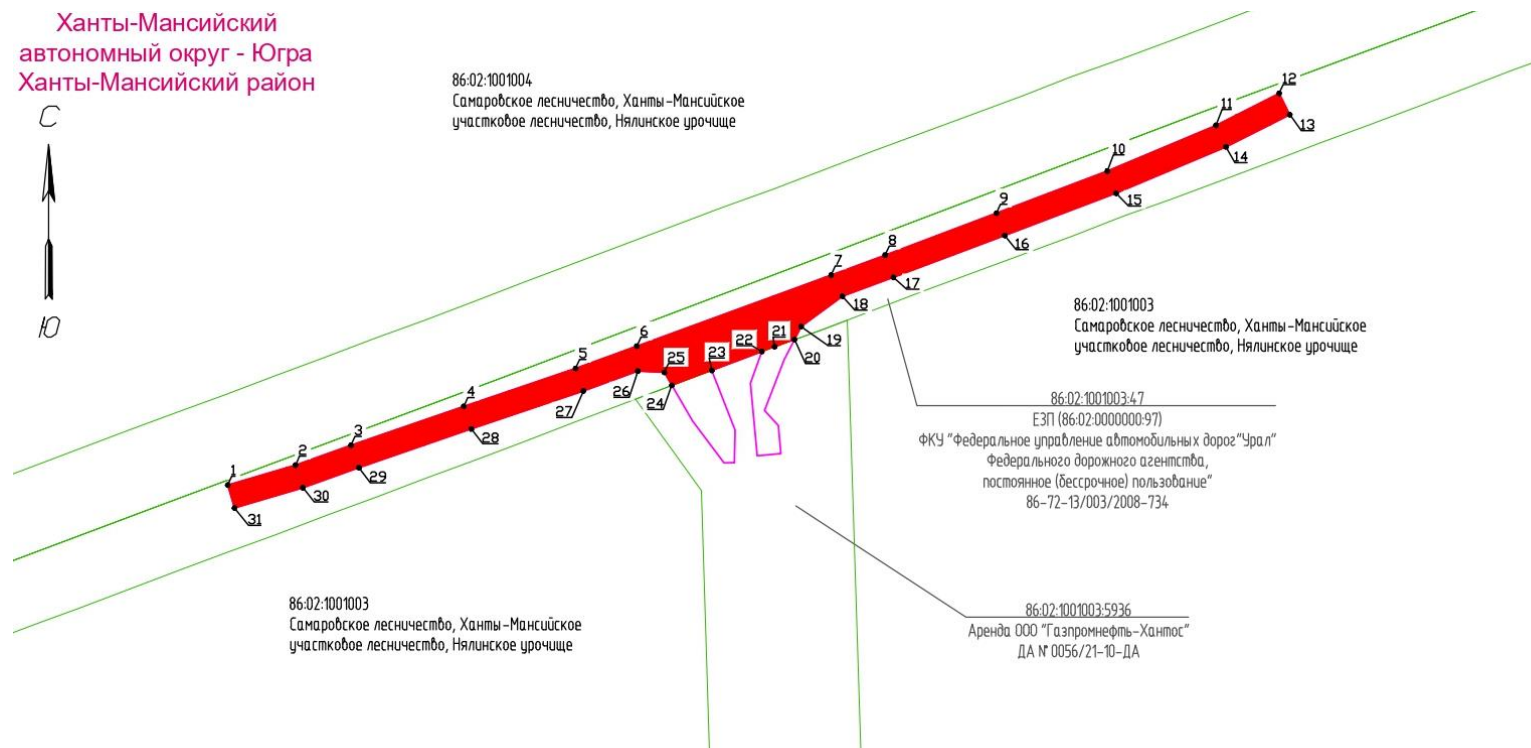 Ханты-Мансийский
автономный округ - Югра
Ханты-Мансийский район
С
Ю
86:02:1001004
Самаровское лесничество, Ханты-Мансийское
участковое лесничество, Нялинское урочище
12
11
13
14
10
15
9
16
8
7
17
18
86:02:1001003
Самаровское лесничество, Ханты-Мансийское
участковое лесничество, Нялинское урочище
19
6
21
20
22
23
25
5
26
24
27
4
28
3
29
2
1
30
31
86:02:1001003:47
ЕЗП (86:02:0000000:97)
ФКУ "Федеральное управление автомобильных дорог"Урал"
Федерального дорожного агентства,
постоянное (бессрочное) пользование"
86-72-13/003/2008-734
86:02:1001003
Самаровское лесничество, Ханты-Мансийское
участковое лесничество, Нялинское урочище
86:02:1001003:5936
Аренда ООО "Газпромнефть-Хантос"
ДА № 0056/21-10-ДА